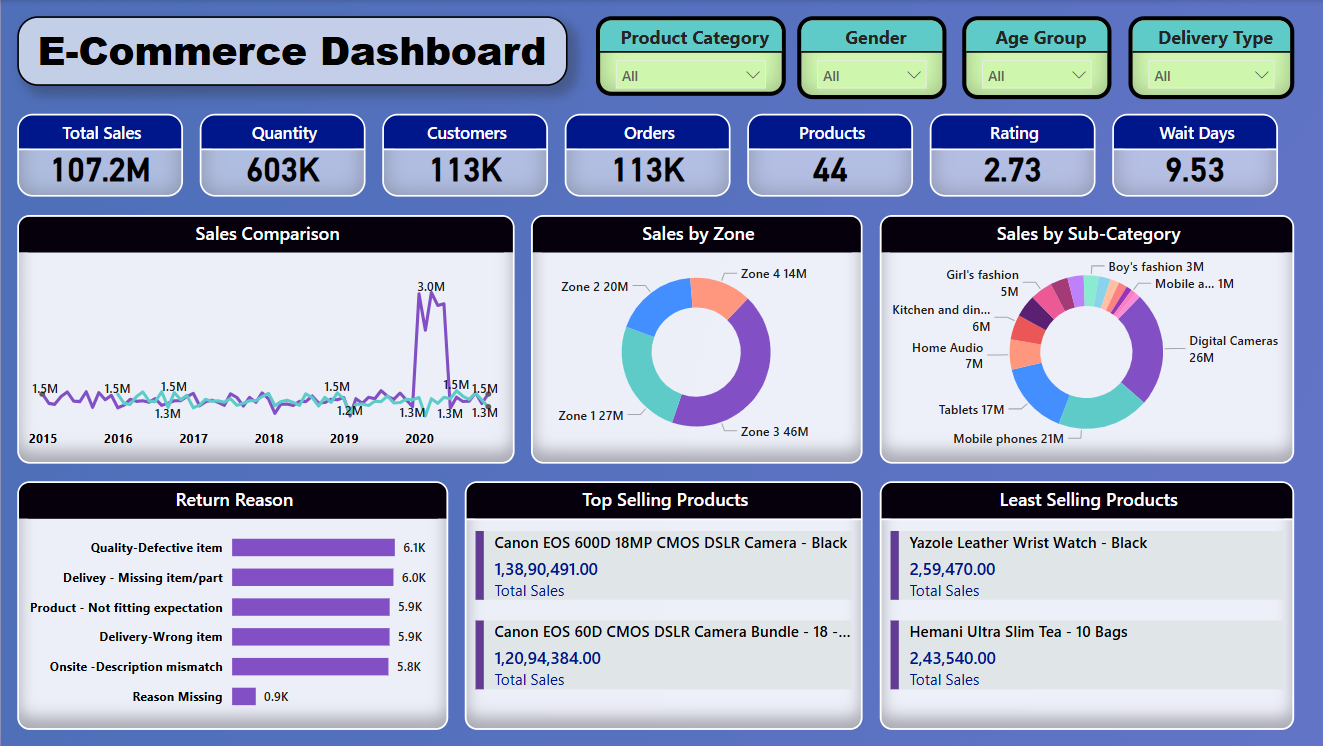 E-Commerce Dashboard
Product Category
All
Gender
All
Age Group
All
Delivery Type
All
Total Sales
107.2M
Quantity
603K
Customers
113K
Orders
113K
Products
44
Rating
2.73
Wait Days
9.53
Sales Comparison
3.0M
1.5M
1.5M
1.5M
1.3M
1.5M
1.2M
1.3M
1.5M
1.3M
1.5M
1.3M
2015
2016
2017
2018
2019
2020
Sales by Zone
Zone 4 14M
Zone 2 20M
Zone 1 27M
Zone 3 46M
Sales by Sub-Category
Boy's fashion 3M
Mobile a... 1M
Girl's fashion
5M
Kitchen and din...
6M
Home Audio
7M
Digital Cameras
26M
Tablets 17M
Mobile phones 21M
Return Reason
Quality-Defective item 6.1K
Delivey - Missing item/part 6.0K
Product - Not fitting expectation 5.9K
Delivery-Wrong item 5.9K
Onsite -Description mismatch 5.8K
Reason Missing 0.9K
Top Selling Products
Canon EOS 600D 18MP CMOS DSLR Camera - Black
1,38,90,491.00
Total Sales
Canon EOS 60D CMOS DSLR Camera Bundle - 18 -...
1,20,94,384.00
Total Sales
Least Selling Products
Yazole Leather Wrist Watch - Black
2,59,470.00
Total Sales
Hemani Ultra Slim Tea - 10 Bags
2,43,540.00
Total Sales